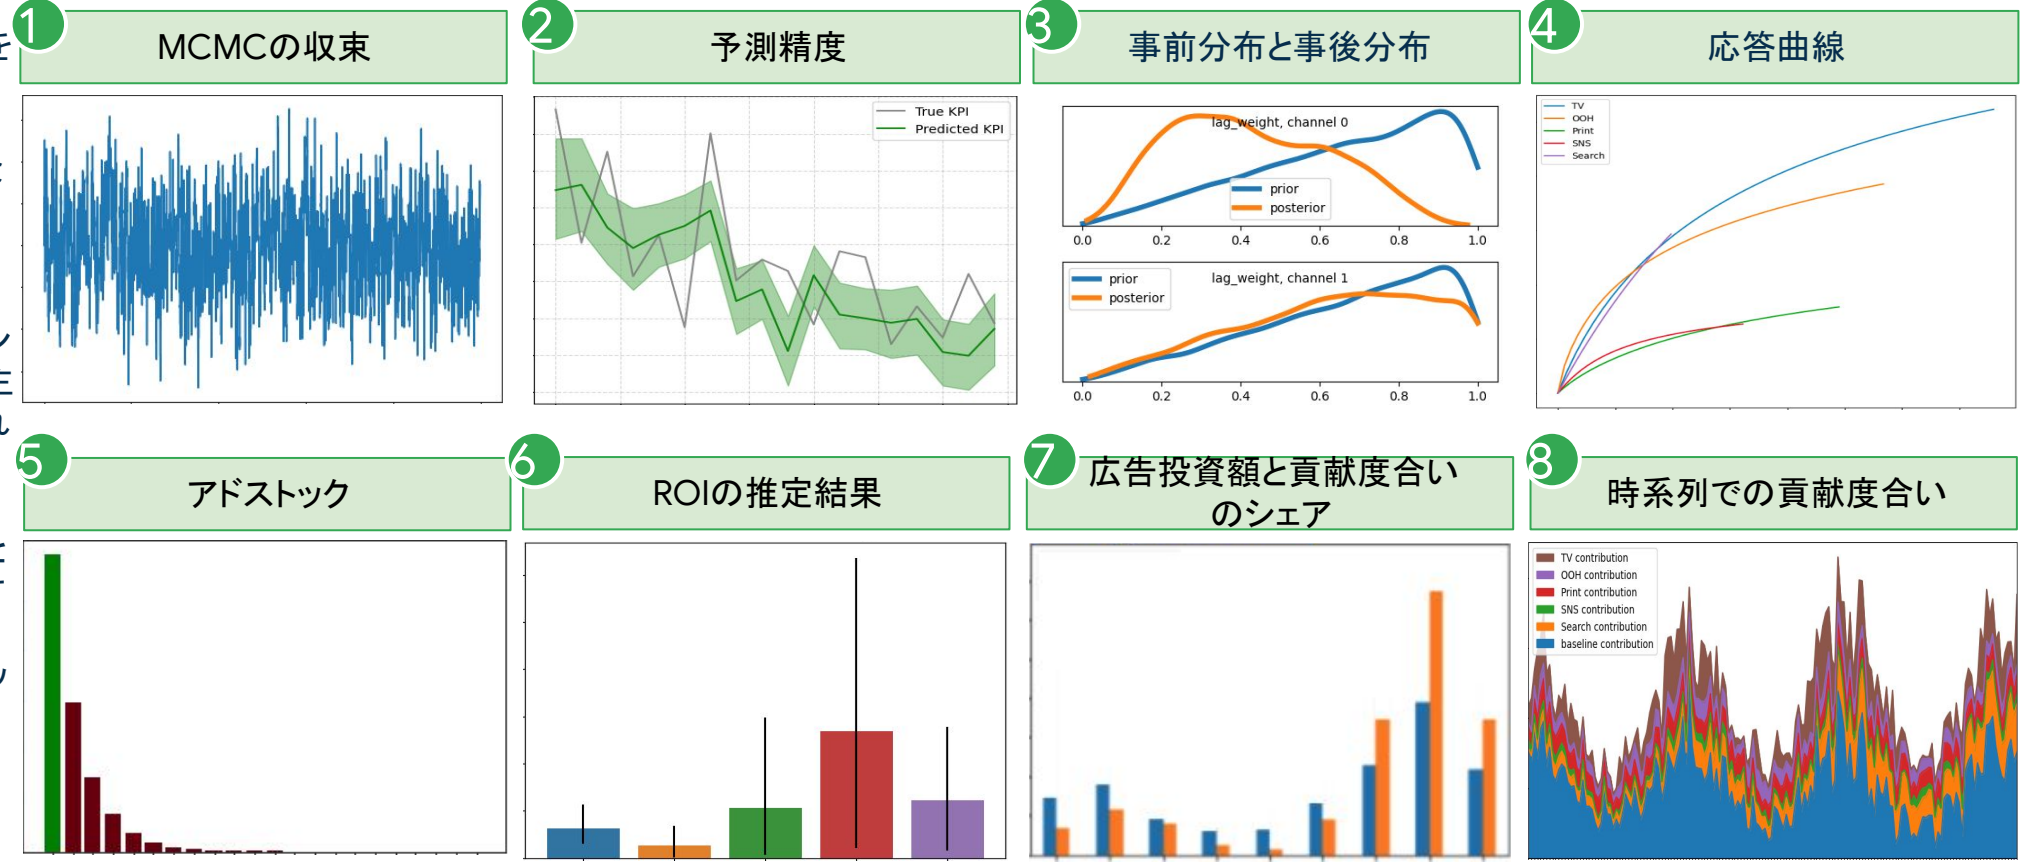 1
MCMCの収束
2
予測精度
True KPI
Predicted KPI
3
事前分布と事後分布
lag_weight, channel 0
prior
posterior
0.0 0.2 0.4 0.6 0.8 1.0
lag_weight, channel 1
prior
posterior
0.0 0.2 0.4 0.6 0.8 1.0
4
応答曲線
TV
OOH
Print
SNS
Search
5
アドストック
6
ROIの推定結果
7
広告投資額と貢献度合い
のシェア
8
時系列での貢献度合い
TV contribution
OOH contribution
Print contribution
SNS contribution
Search contribution
baseline contribution